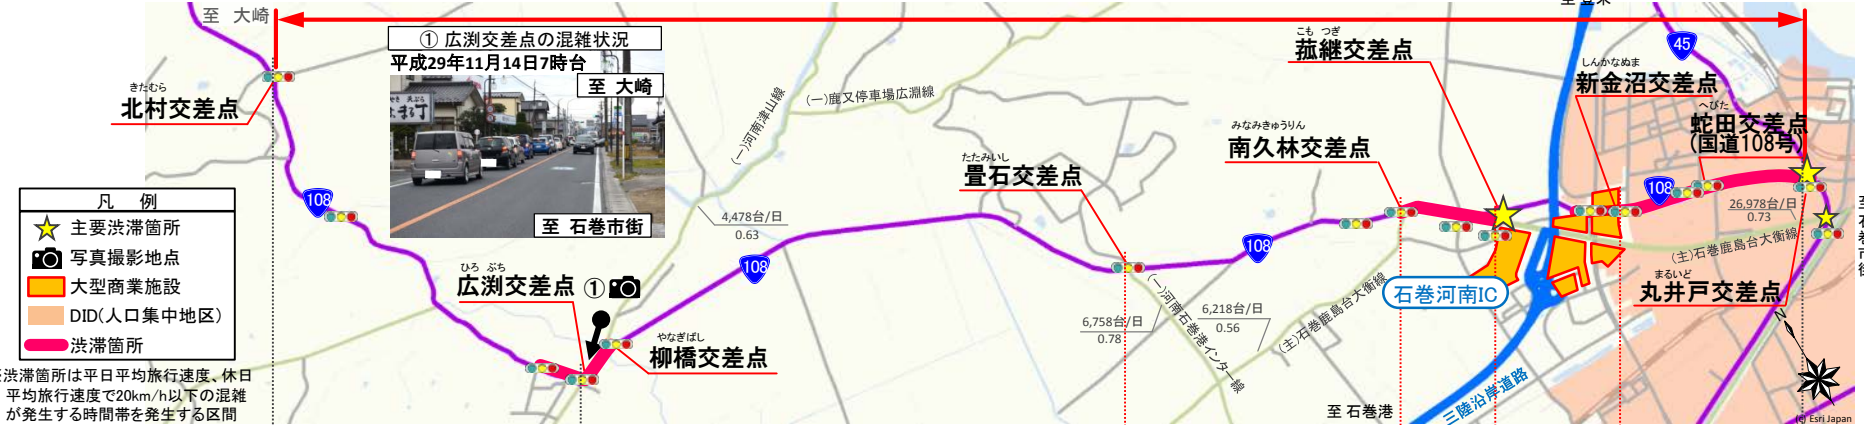 至 大崎
① 広渕交差点の混雑状況
平成29年11月14日7時台
至 大崎
至 石巻市街
きたむら
北村交差点
108
凡 例
主要渋滞箇所
写真撮影地点
大型商業施設
DID(人口集中地区)
渋滞箇所
渋滞箇所は平日平均旅行速度、休日
平均旅行速度で20km/h以下の混雑
が発生する時間帯を発生する区間
(一)河南津山線
(一)鹿又停車場広淵線
4,478台/日
0.63
ひろ ぶち
広渕交差点
①
やなぎばし
柳橋交差点
108
たたみいし
畳石交差点
6,758台/日
0.78
(一)河南石巻港インター線
6,218台/日
0.56
(主)石巻鹿島台大衡線
108
みなみきゅうりん
南久林交差点
こも つぎ
菰継交差点
石巻河南IC
至 石巻港
三陸沿岸道路
45
しんかなぬま
新金沼交差点
へびた
蛇田交差点
(国道108号)
108
26,978台/日
0.73
(主)石巻鹿島台大衡線
まるいど
丸井戸交差点
N
(c) Esri Japan